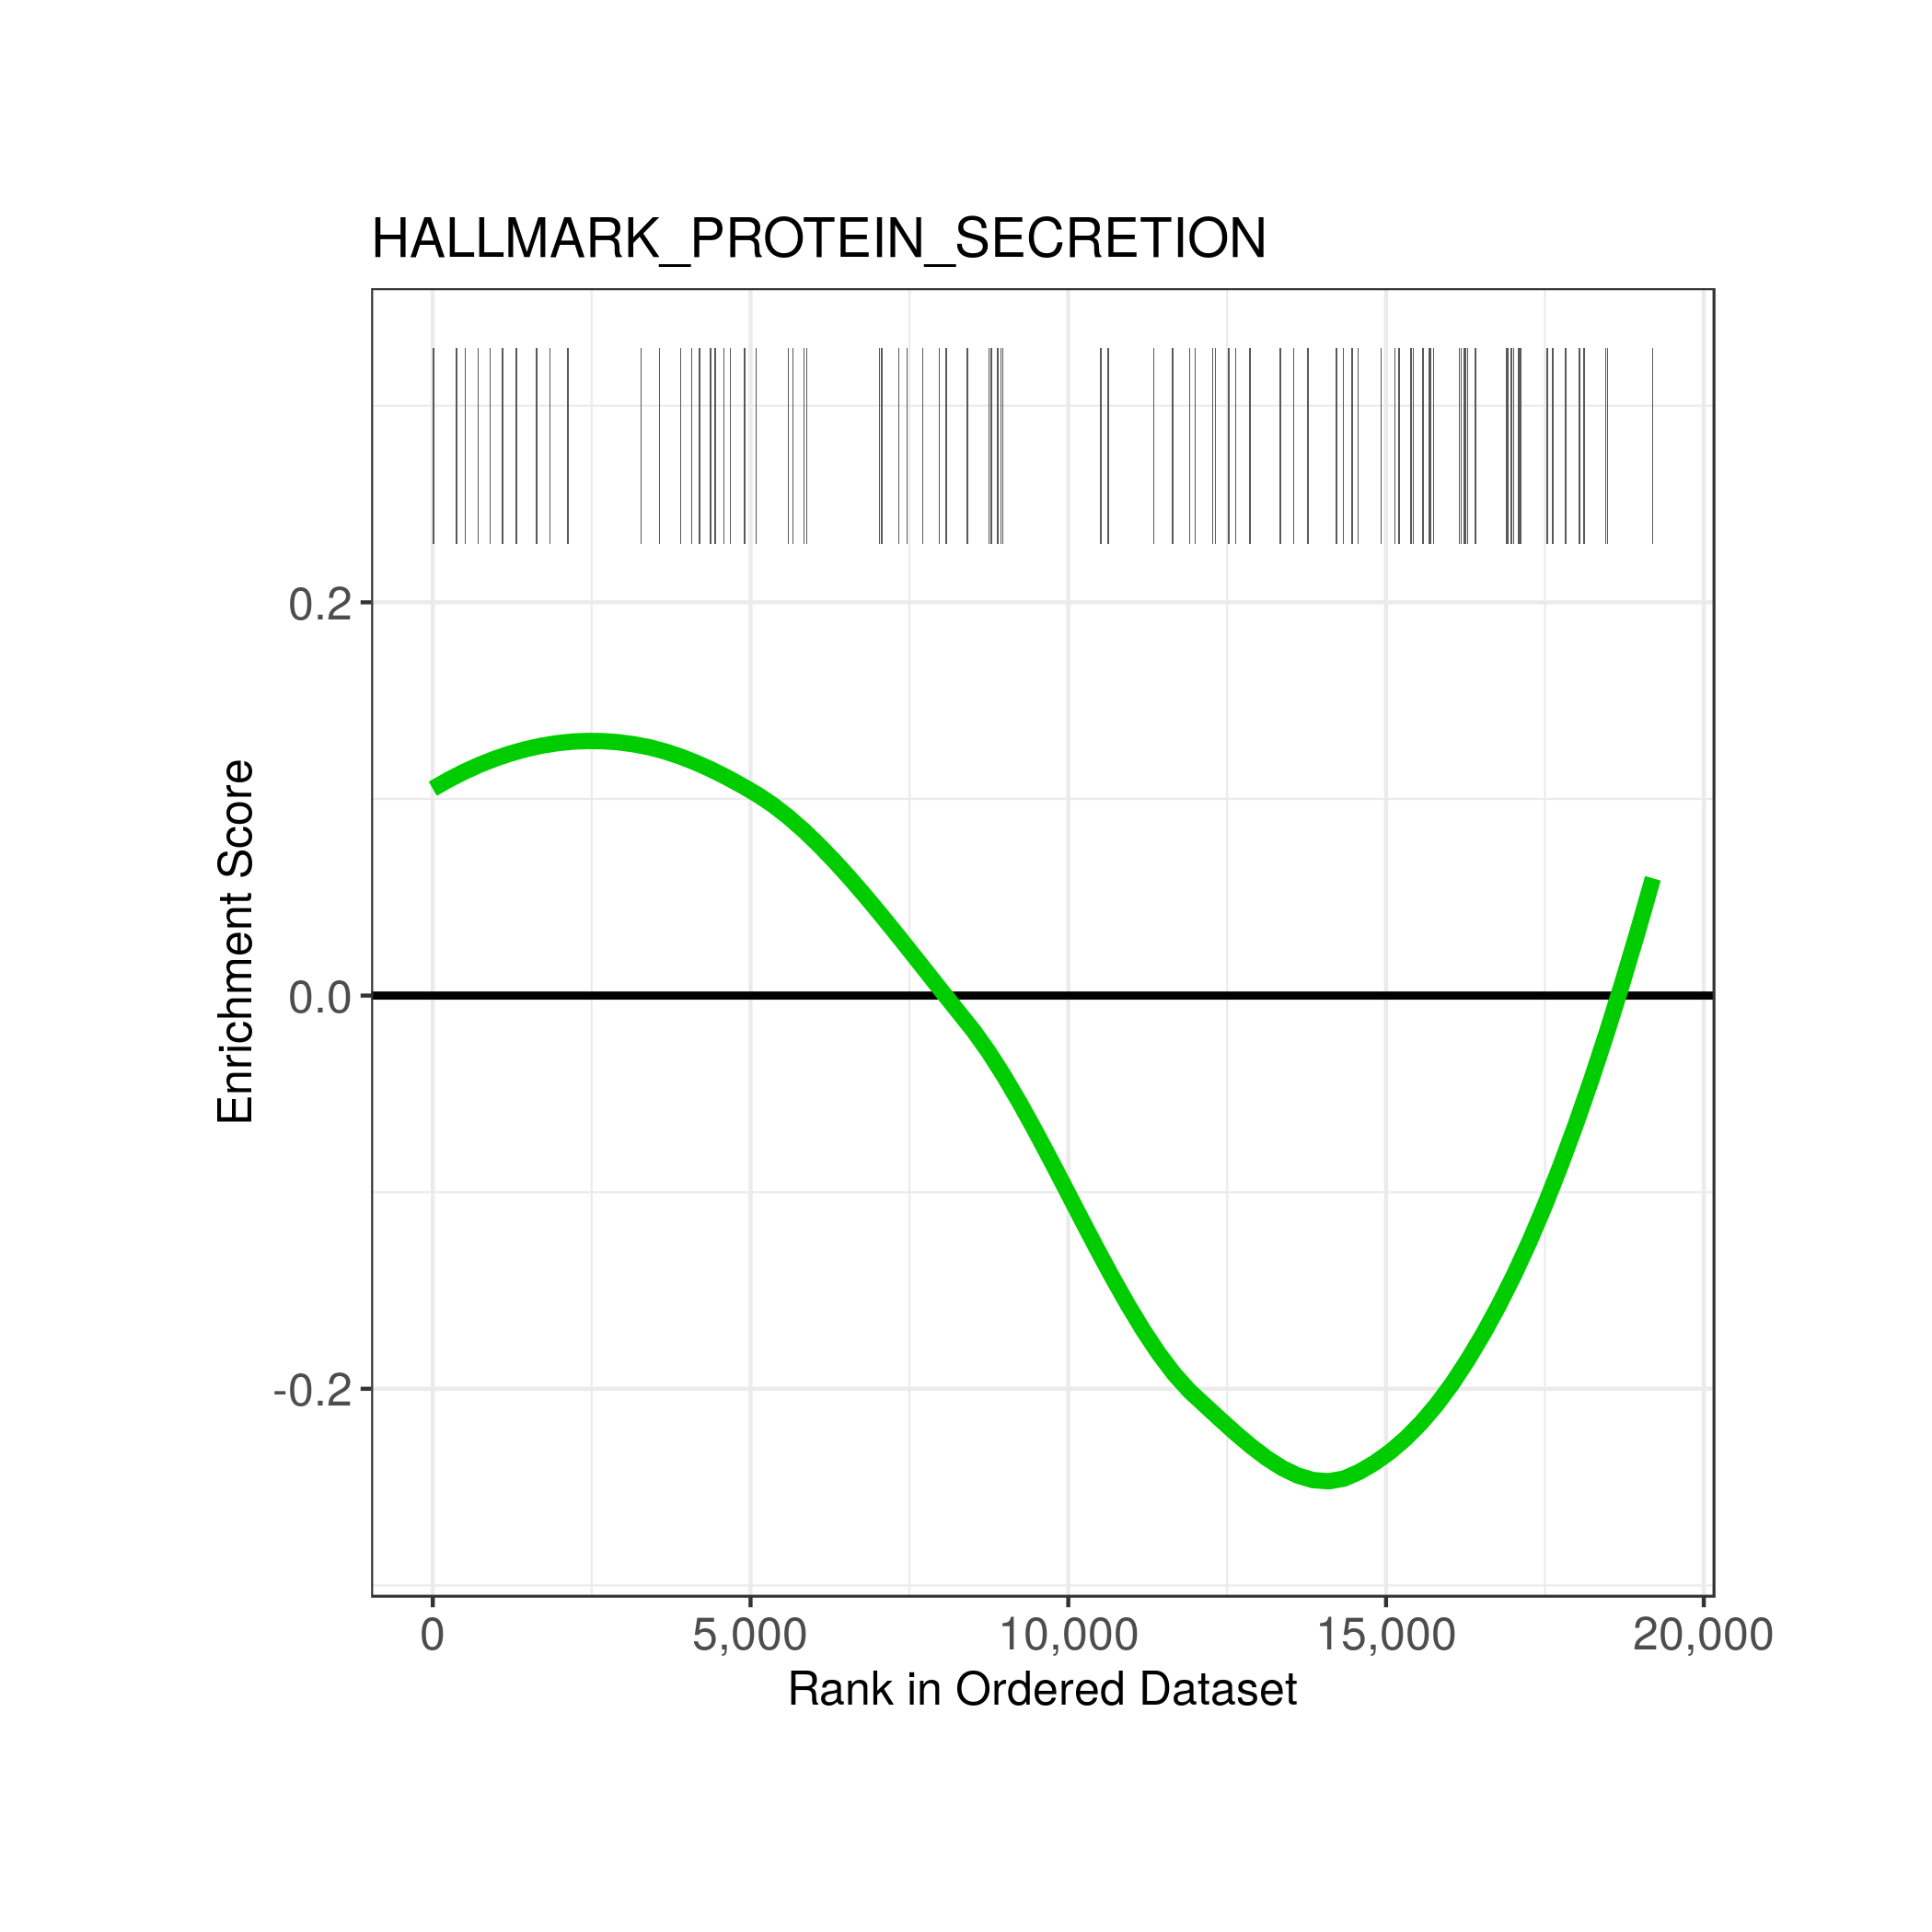 HALLMARK_PROTEIN_SECRETION
0.2
0.0
-0.2
Enrichment Score
0 5,000 10,000 15,000 20,000
Rank in Ordered Dataset